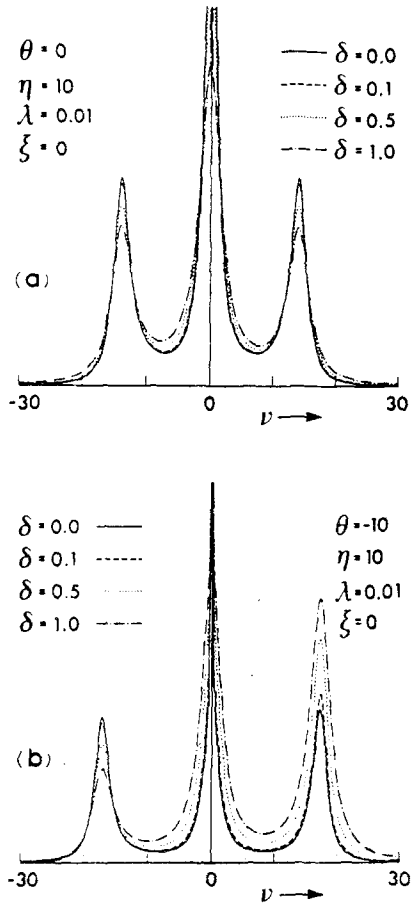 θ = 0
η = 10
λ = 0.01
ξ = 0
δ = 0.0
δ = 0.1
δ = 0.5
δ = 1.0
(a)
-30 0 30
ν
δ = 0.0
δ = 0.1
δ = 0.5
δ = 1.0
θ = -10
η = 10
λ = 0.01
ξ = 0
(b)
-30 0 30
ν